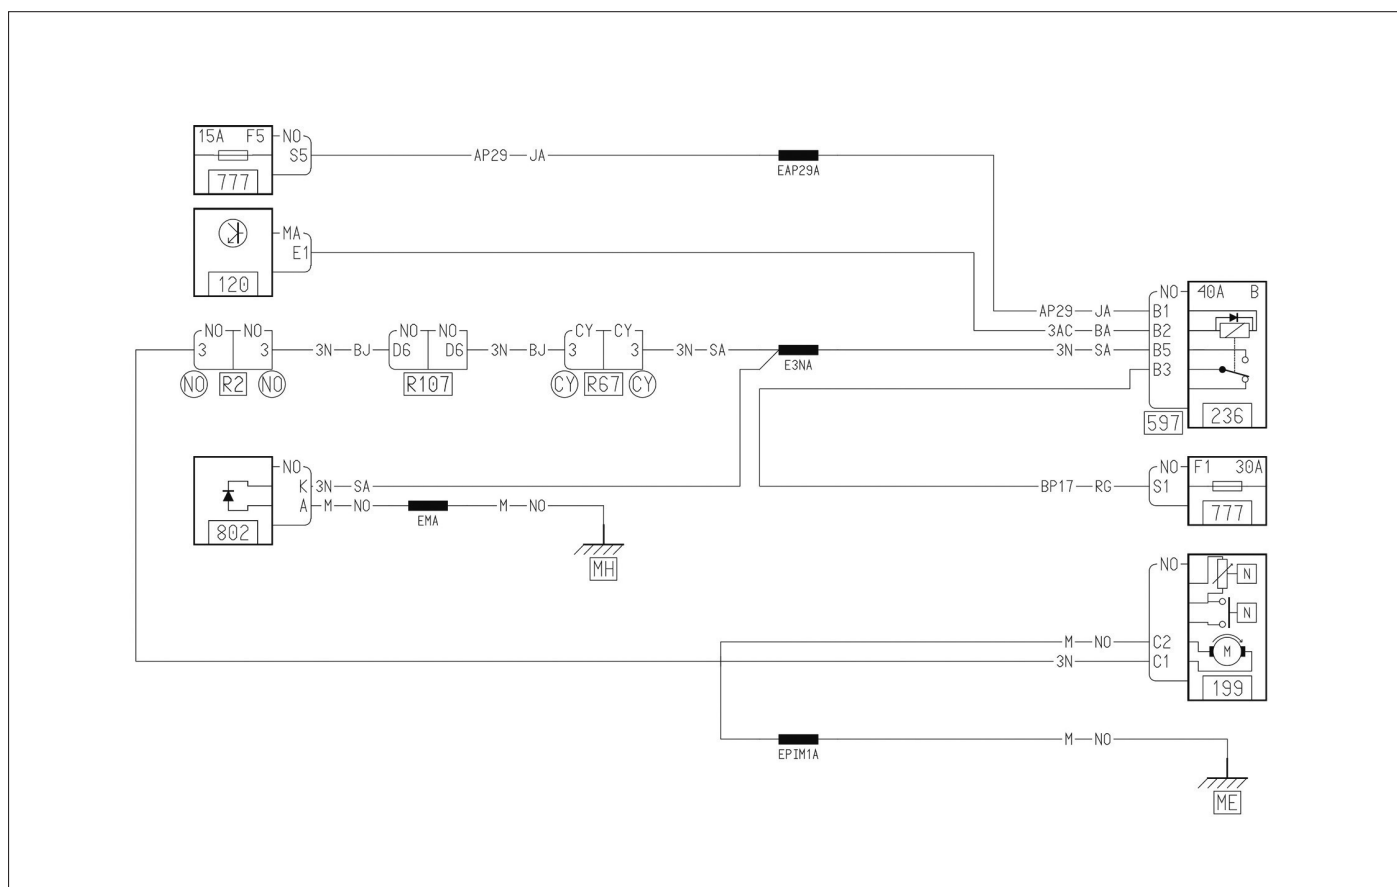 15A F5 NO
S5 AP29 JA EAP29A
777
MA
E1
120
NO 40A B
AP29 JA B1
3AC BA B2
NO NO NO NO CY CY
3 3 3N BJ D6 D6 3N BJ 3 3 3N SA E3NA 3N SA B5
B3
NO R2 NO R107 CY R67 CY
597 236
NO NO F1 30A
K 3N SA BP17 RG S1
A M NO EMA M NO 777
802
MH
NO N
N
M NO C2 M
3N C1
199
EPIM1A M NO
ME